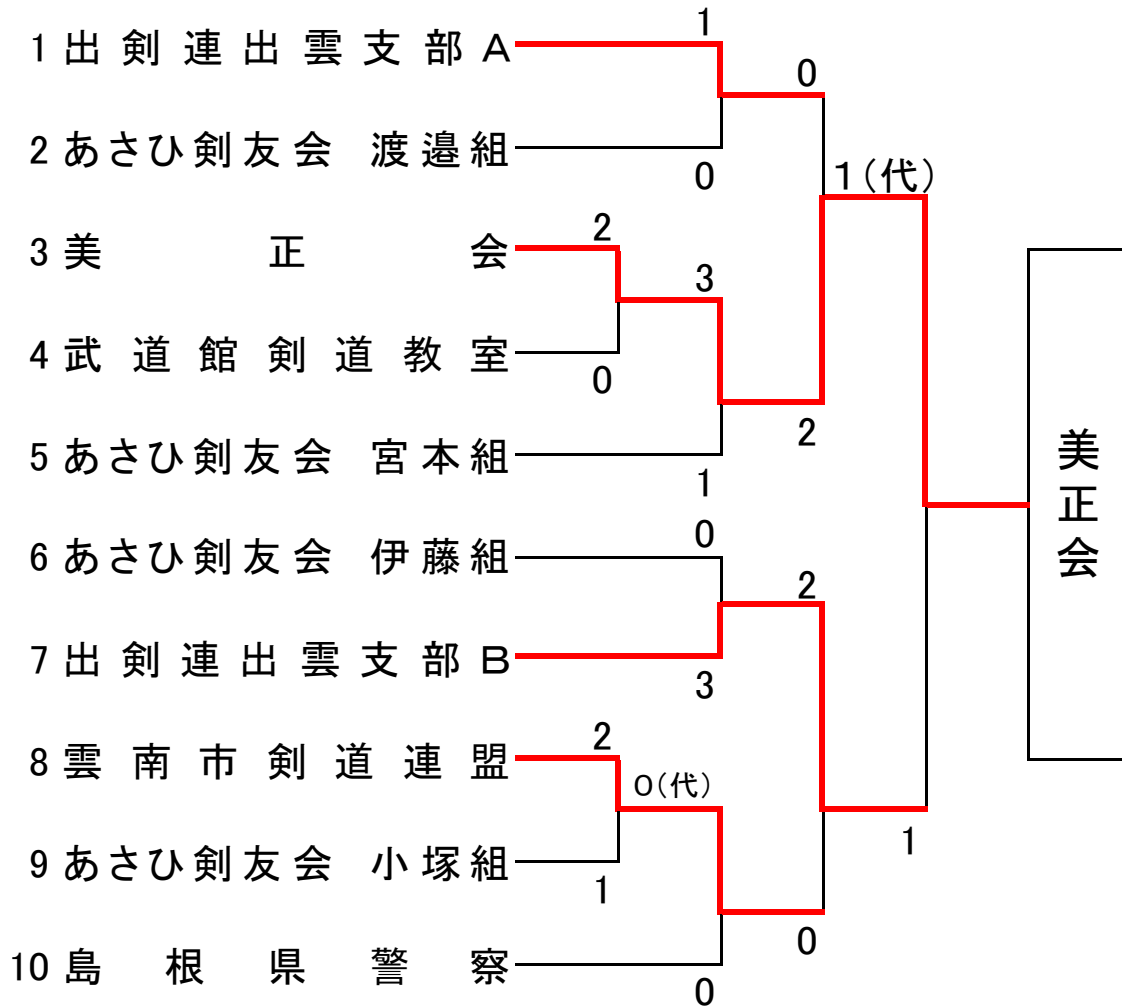 1
1 出剣連出雲支部A
0
2 あさひ剣友会 渡邉組
0
1(代)
2
3 美正会
3
4 武道館剣道教室
0
2
5 あさひ剣友会 宮本組
1
美正会
0
6 あさひ剣友会 伊藤組
2
7 出剣連出雲支部B
3
2
8 雲南市剣道連盟
0(代)
1
9 あさひ剣友会 小塚組
1
0
10 島根県警察
0